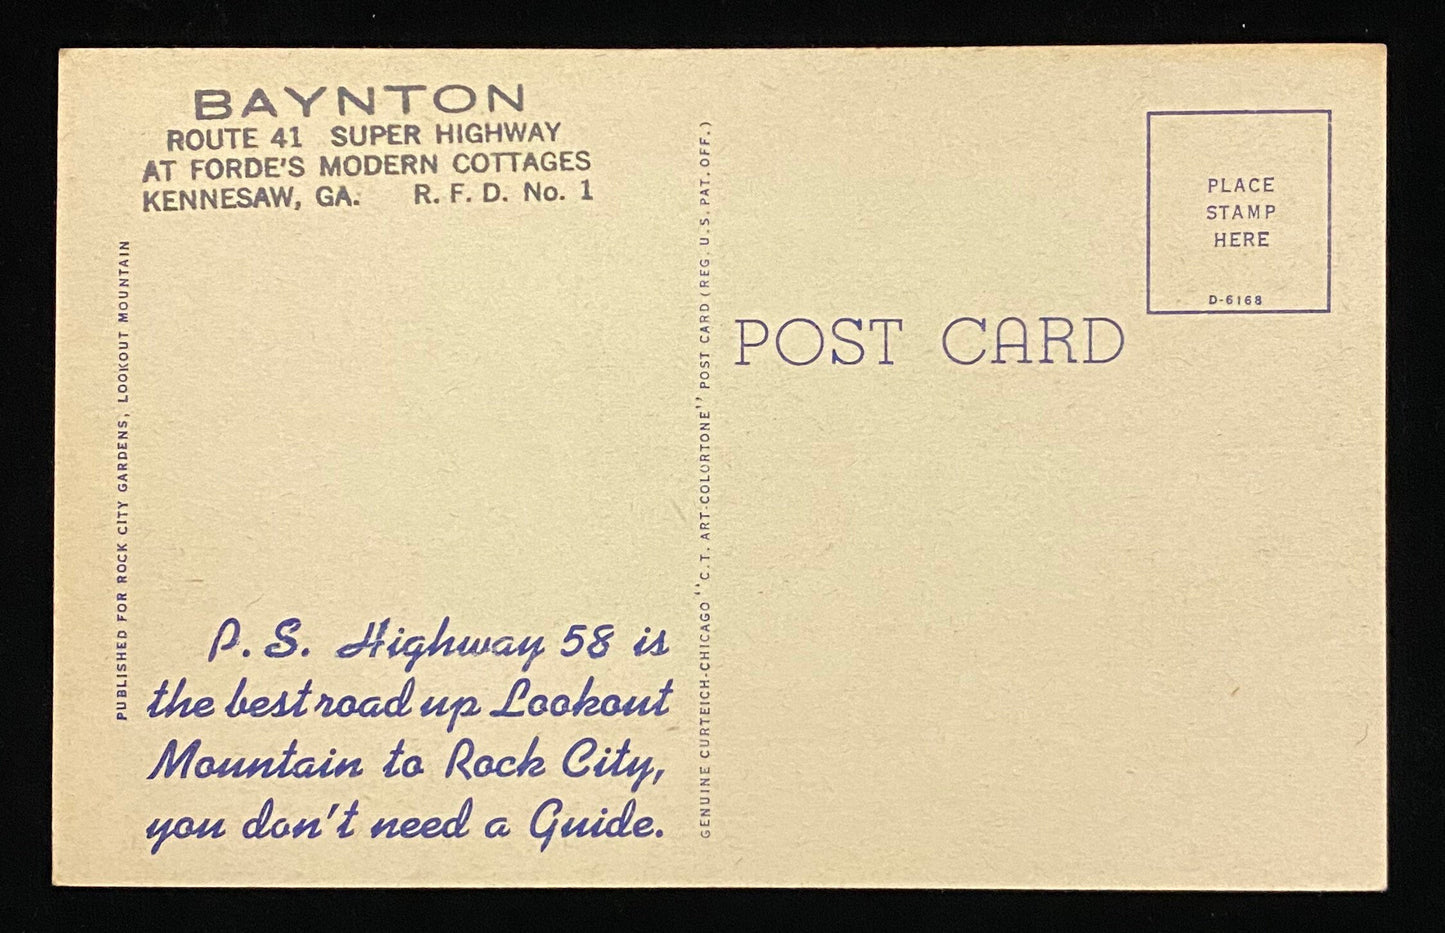 BAYNTON
ROUTE 41 SUPER HIGHWAY
AT FORDE'S MODERN COTTAGES
KENNESAW, GA. R. F. D. No. 1
PUBLISHED FOR ROCK CITY GARDENS, LOOKOUT MOUNTAIN
P.S. Highway 58 is
the best road up Lookout
Mountain to Rock City,
you don't need a Guide.
GENUINE CURTEICH-CHICAGO "C.T. ART-COLORTONE" POST CARD (REG. U.S. PAT. OFF.)
POST CARD
PLACE
STAMP
HERE
D-6168